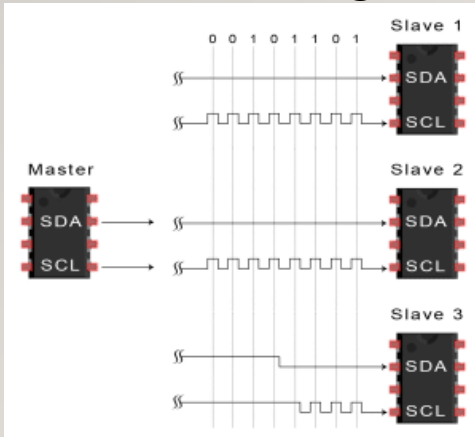 Slave 1
0 0 1 0 1 1 0 1
SDA
SCL
Master
SDA
SCL
Slave 2
SDA
SCL
Slave 3
SDA
SCL